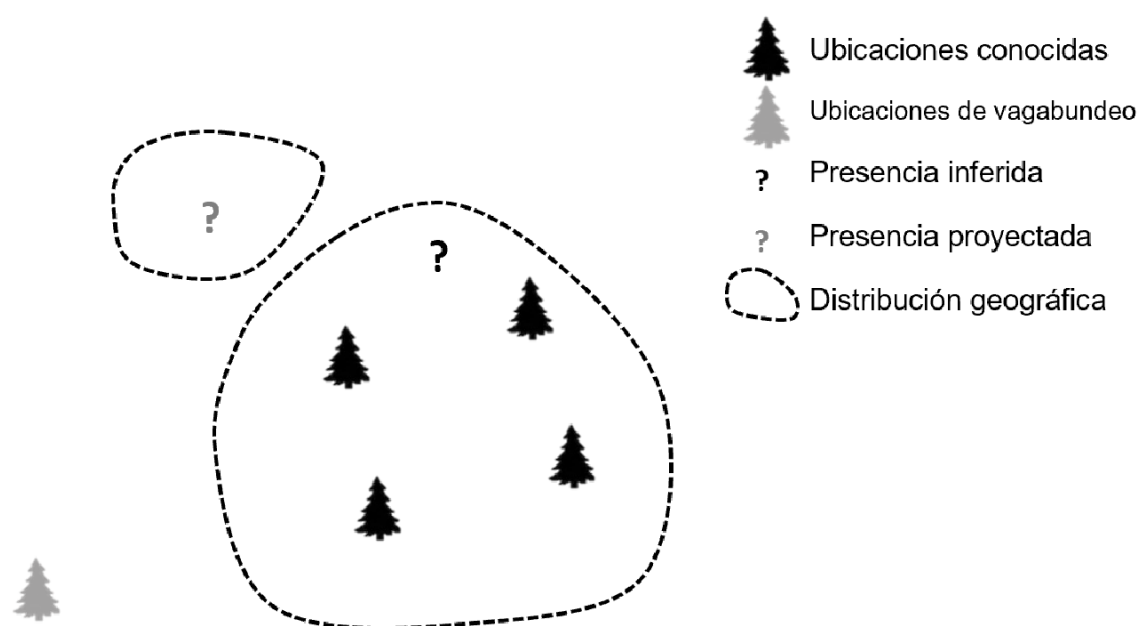 Ubicaciones conocidas
Ubicaciones de vagabundeo
? Presencia inferida
? Presencia proyectada
Distribución geográfica
?
?